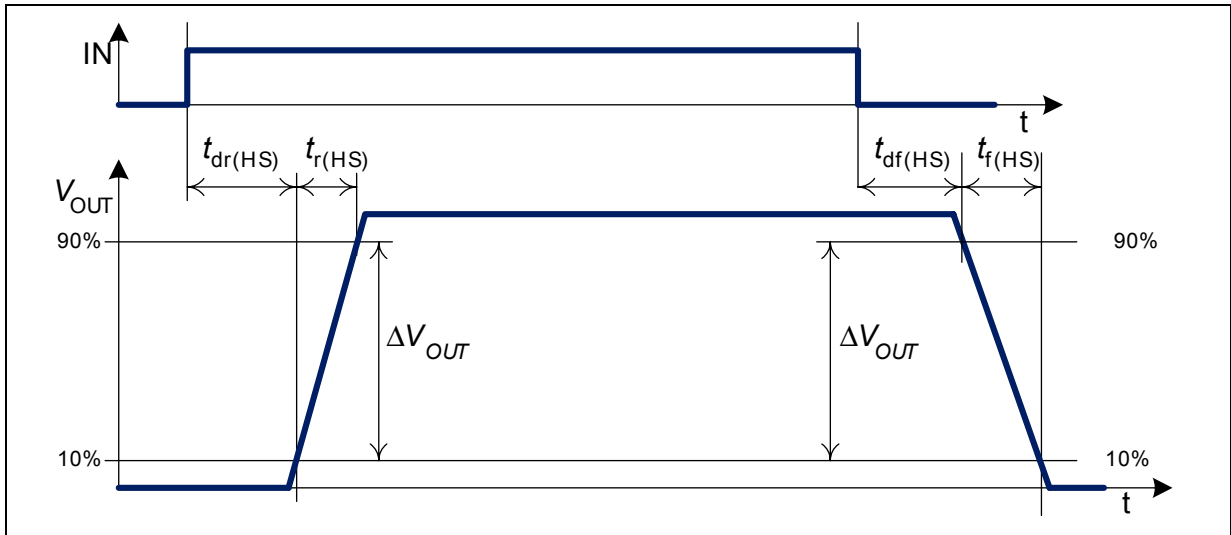 IN
t
tdr(HS)
tr(HS)
tdf(HS)
tf(HS)
VOUT
90%
90%
ΔVOUT
ΔVOUT
10%
10%
t